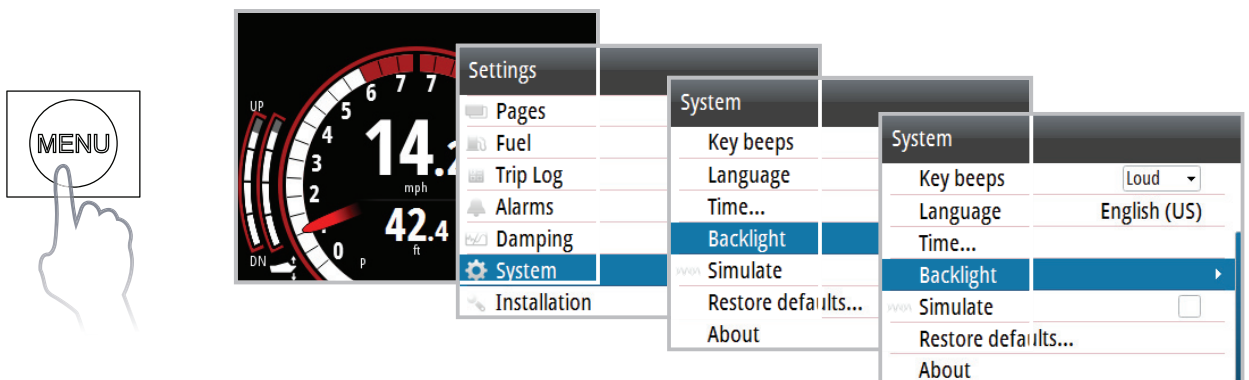 MENU
UP
DN
0
2
3
4
5
6
7
7
14.2
mph
42.4
ft
P
Settings
Pages
Fuel
Trip Log
Alarms
Damping
System
Installation
System
Key beeps
Language
Time...
Backlight
Simulate
Restore defaults...
About
System
Key beeps Loud
Language English (US)
Time...
Backlight
Simulate
Restore defaults...
About